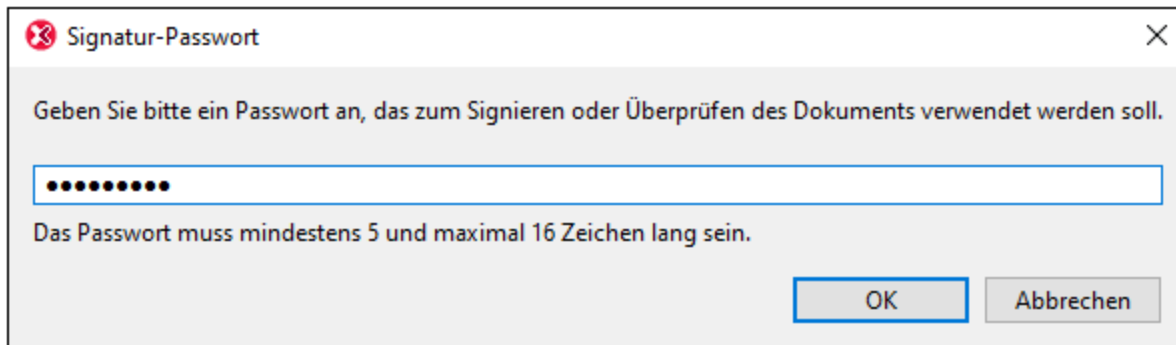 Signatur-Passwort
Geben Sie bitte ein Passwort an, das zum Signieren oder Überprüfen des Dokuments verwendet werden soll.
•••••••••
Das Passwort muss mindestens 5 und maximal 16 Zeichen lang sein.
OK
Abbrechen